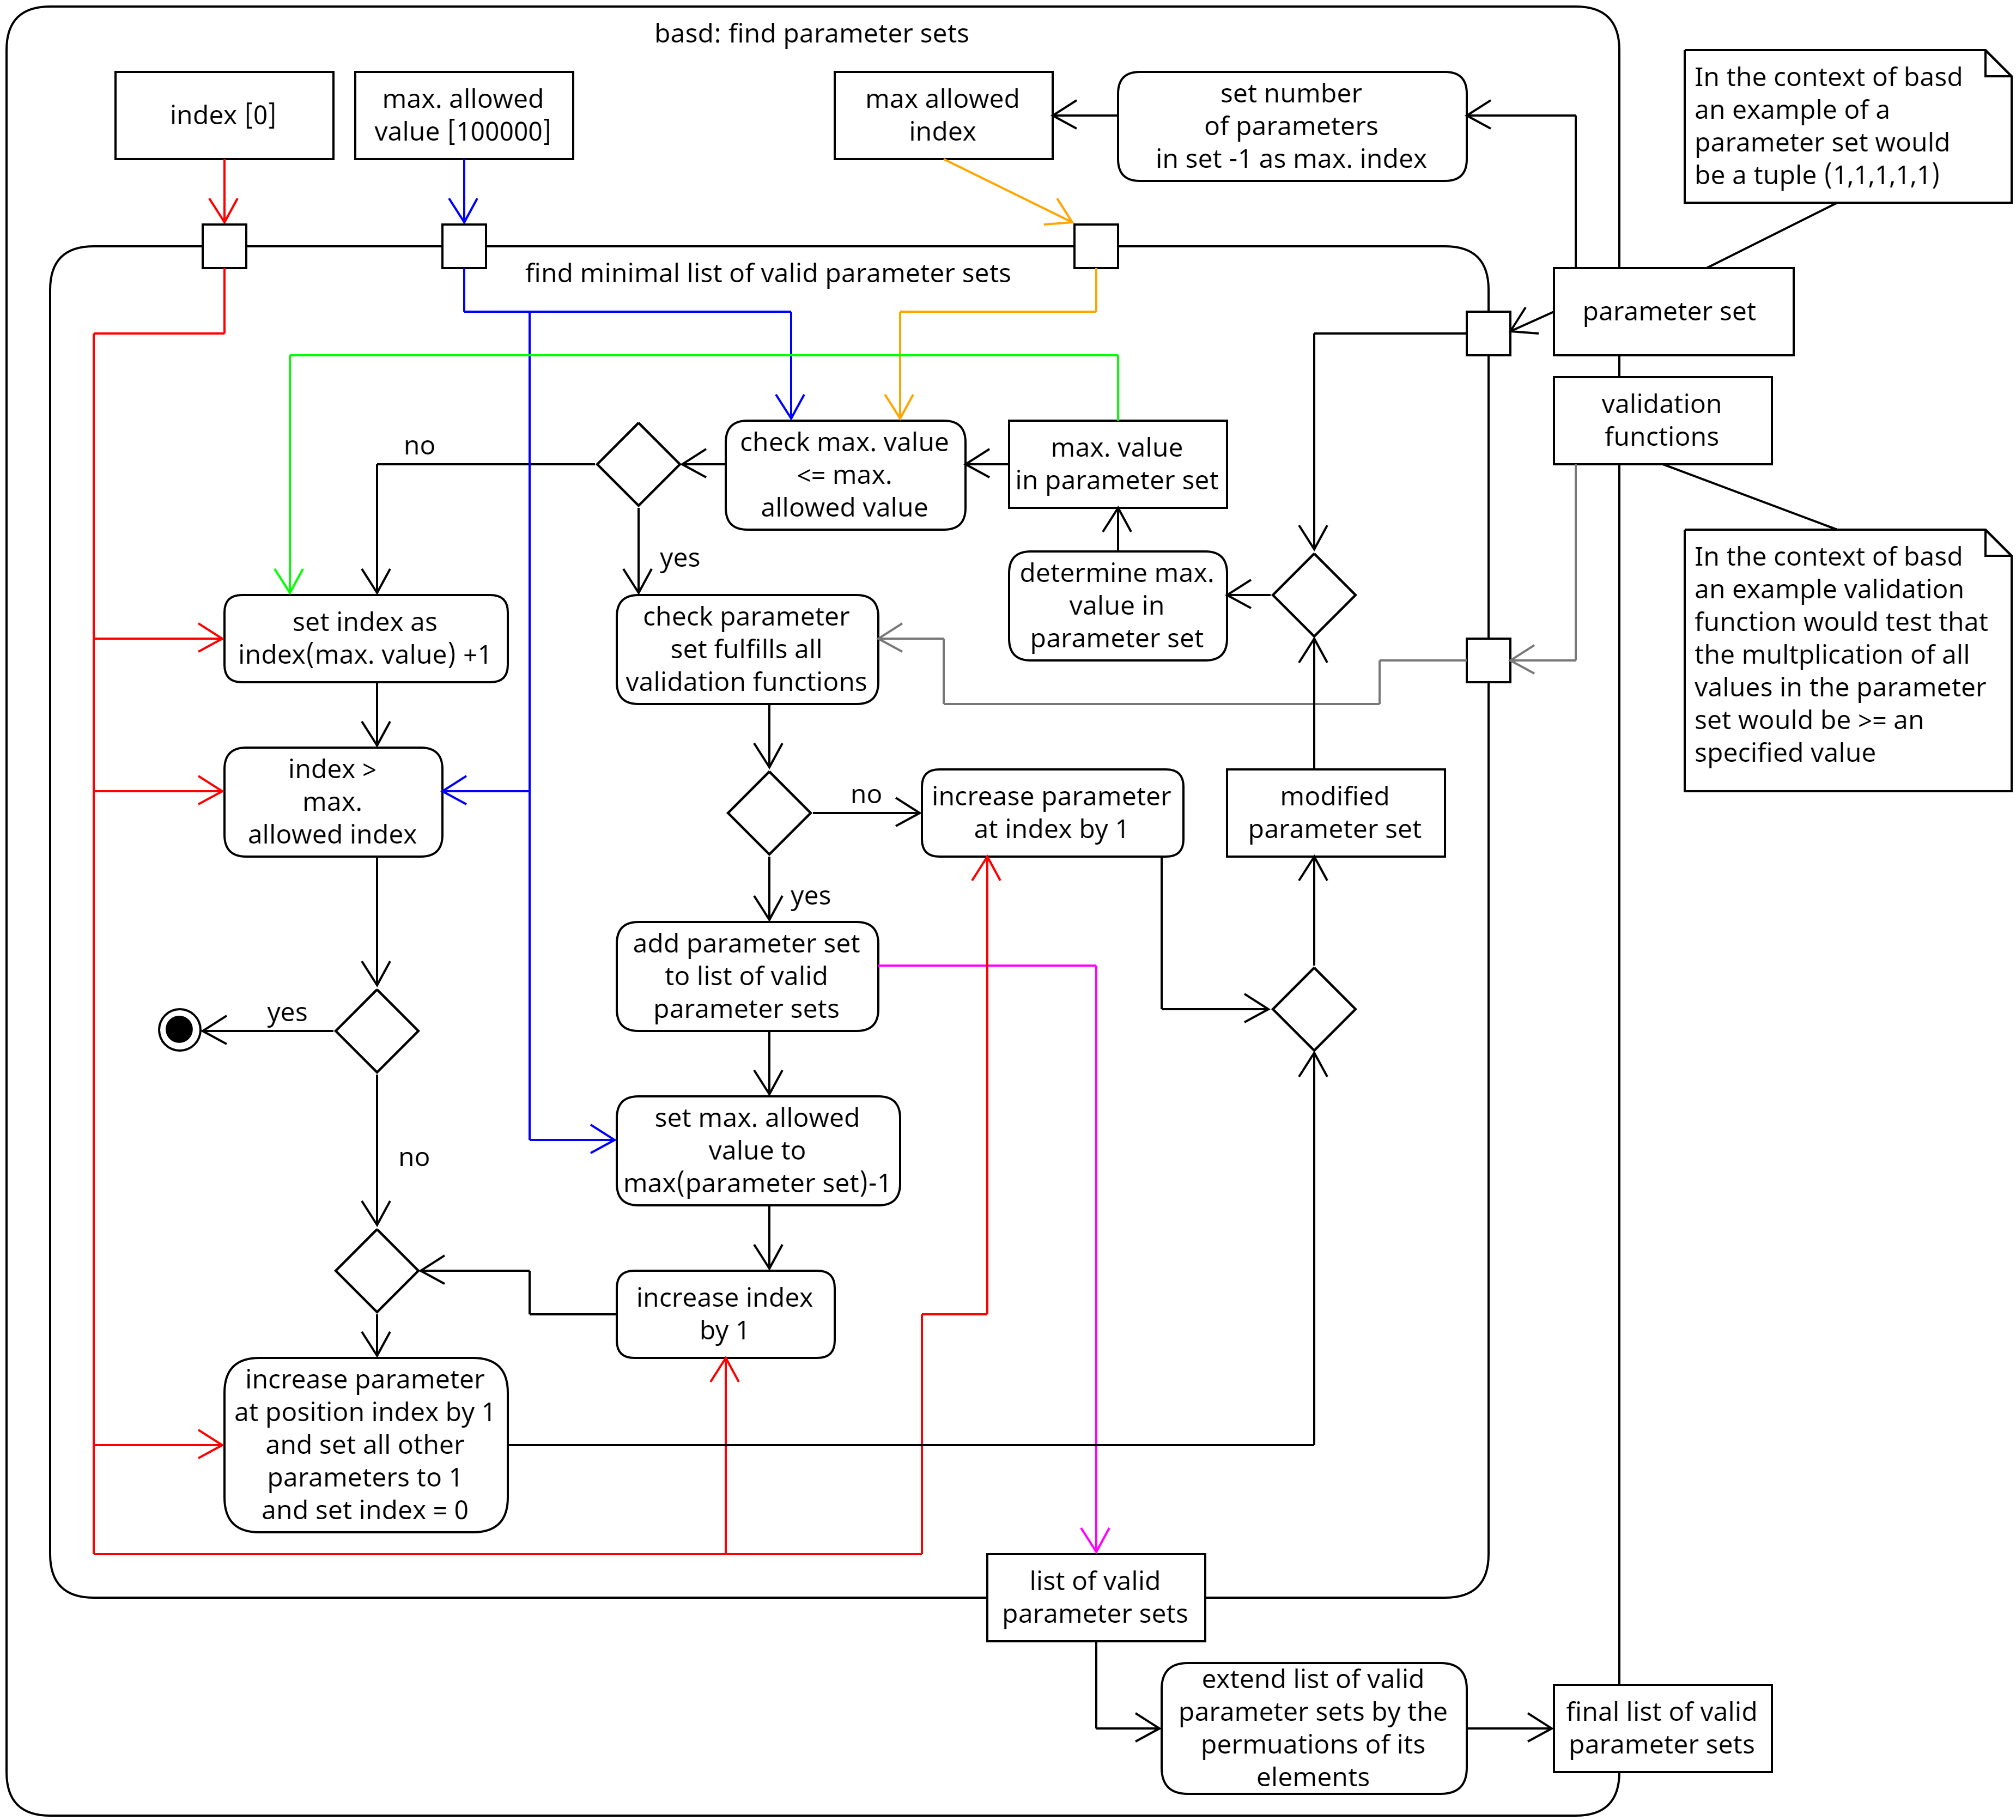 basd: find parameter sets
index [0]
max. allowed
value [100000]
max allowed
index
set number
of parameters
in set -1 as max. index
In the context of basd
an example of a
parameter set would
be a tuple (1,1,1,1,1)
find minimal list of valid parameter sets
parameter set
validation
functions
no
check max. value
<= max.
allowed value
max. value
in parameter set
yes
determine max.
value in
parameter set
In the context of basd
an example validation
function would test that
the multplication of all
values in the parameter
set would be >= an
specified value
set index as
index(max. value) +1
check parameter
set fulfills all
validation functions
index >
max.
allowed index
no
increase parameter
at index by 1
modified
parameter set
yes
add parameter set
to list of valid
parameter sets
yes
no
set max. allowed
value to
max(parameter set)-1
increase index
by 1
increase parameter
at position index by 1
and set all other
parameters to 1
and set index = 0
list of valid
parameter sets
extend list of valid
parameter sets by the
permuations of its
elements
final list of valid
parameter sets